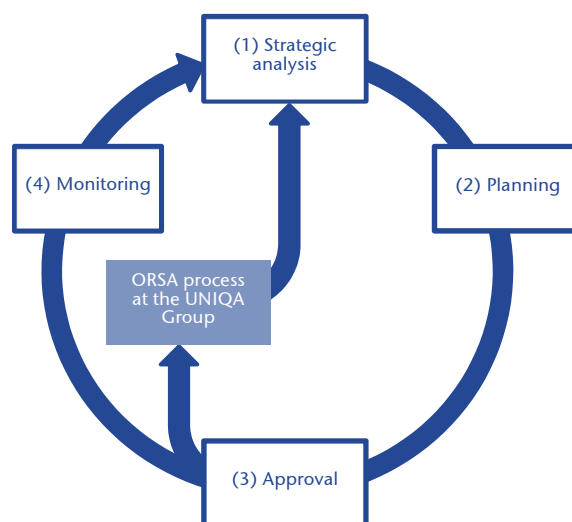 (1) Strategic
analysis
(2) Planning
(4) Monitoring
ORSA process
at the UNIQA
Group
(3) Approval